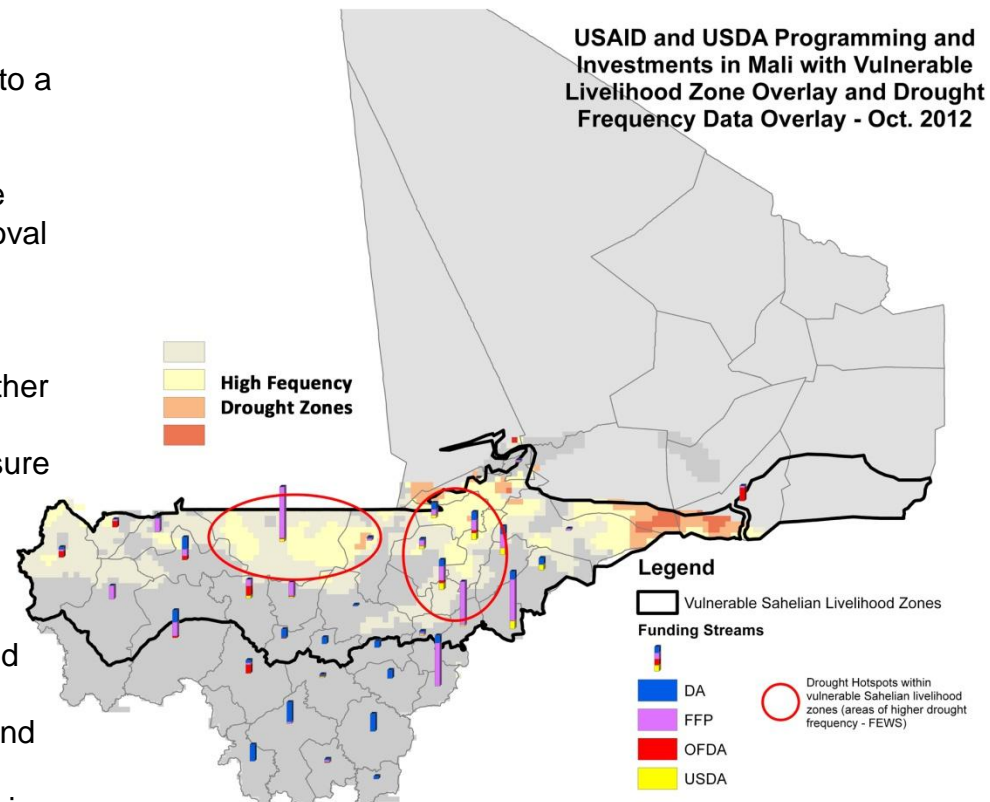 to a
e
oval
ther
sure
d
nd
USAID and USDA Programming and
Investments in Mali with Vulnerable
Livelihood Zone Overlay and Drought
Frequency Data Overlay - Oct. 2012
High Fequency
Drought Zones
Legend
Vulnerable Sahelian Livelihood Zones
Funding Streams
DA
FFP
OFDA
USDA
Drought Hotspots within
vulnerable Sahelian livelihood
zones (areas of higher drought
frequency - FEWS)